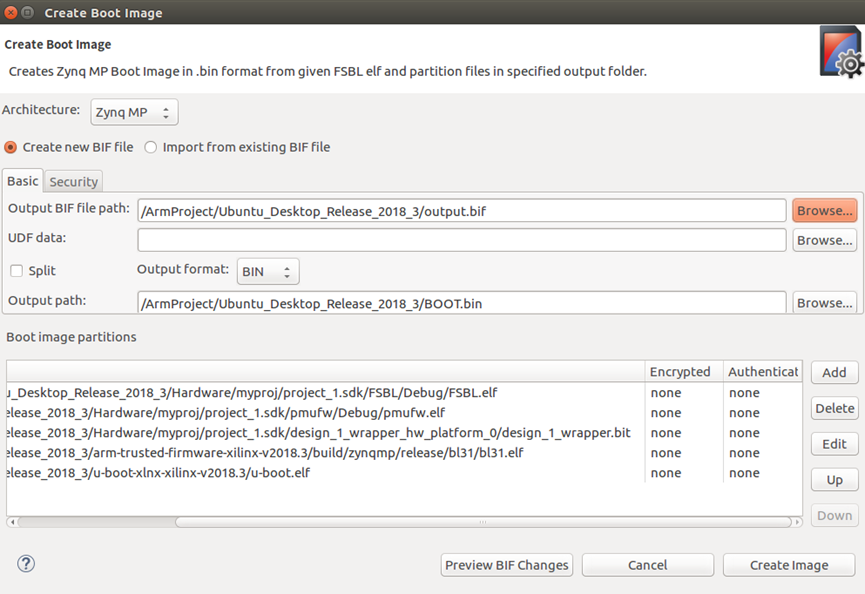 Create Boot Image
Create Boot Image
Creates Zynq MP Boot Image in .bin format from given FSBL elf and partition files in specified output folder.
Architecture: Zynq MP
Create new BIF file Import from existing BIF file
Basic Security
Output BIF file path: /ArmProject/Ubuntu_Desktop_Release_2018_3/output.bif Browse...
UDF data: Browse...
Split Output format: BIN
Output path: /ArmProject/Ubuntu_Desktop_Release_2018_3/BOOT.bin Browse...
Boot image partitions
Encrypted Authenticat Add
u_Desktop_Release_2018_3/Hardware/myproj/project_1.sdk/FSBL/Debug/FSBL.elf none none
elease_2018_3/Hardware/myproj/project_1.sdk/pmufw/Debug/pmufw.elf none none Delete
elease_2018_3/Hardware/myproj/project_1.sdk/design_1_wrapper_hw_platform_0/design_1_wrapper.bit none none
elease_2018_3/arm-trusted-firmware-xilinx-v2018.3/build/zynqmp/release/bl31/bl31.elf none none Edit
elease_2018_3/u-boot-xlnx-xilinx-v2018.3/u-boot.elf none none Up
Down
? Preview BIF Changes Cancel Create Image